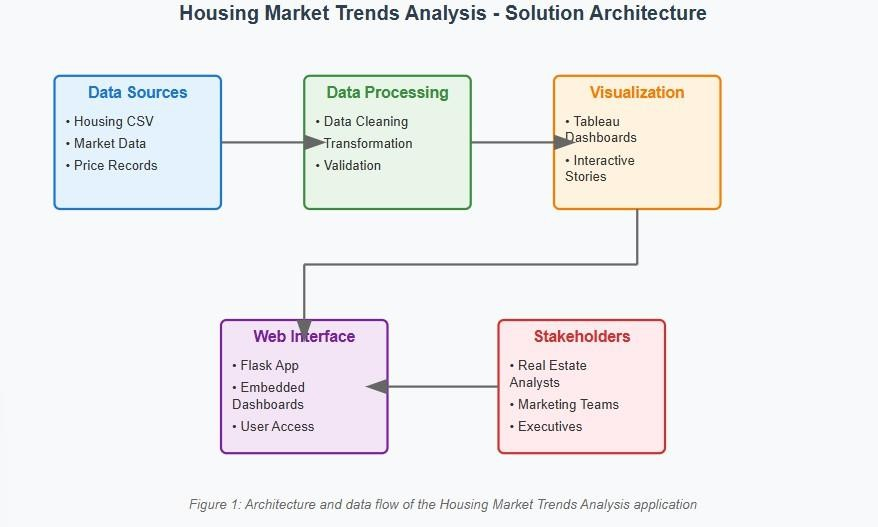 Housing Market Trends Analysis - Solution Architecture
Data Sources
• Housing CSV
• Market Data
• Price Records
Data Processing
• Data Cleaning
Transformation
• Validation
Visualization
• Tableau
Dashboards
• Interactive
Stories
Web Interface
• Flask App
• Embedded
Dashboards
• User Access
Stakeholders
• Real Estate
Analysts
• Marketing Teams
• Executives
Figure 1: Architecture and data flow of the Housing Market Trends Analysis application